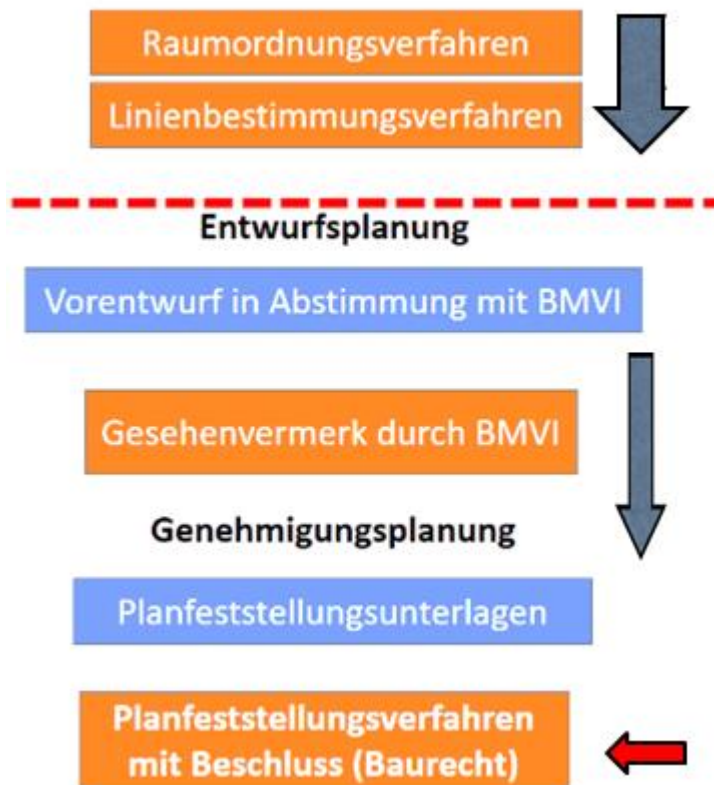 Raumordnungsverfahren
Linienbestimmungsverfahren
Entwurfsplanung
Vorentwurf in Abstimmung mit BMVI
Gesehenvermerk durch BMVI
Genehmigungsplanung
Planfeststellungsunterlagen
Planfeststellungsverfahren
mit Beschluss (Baurecht)